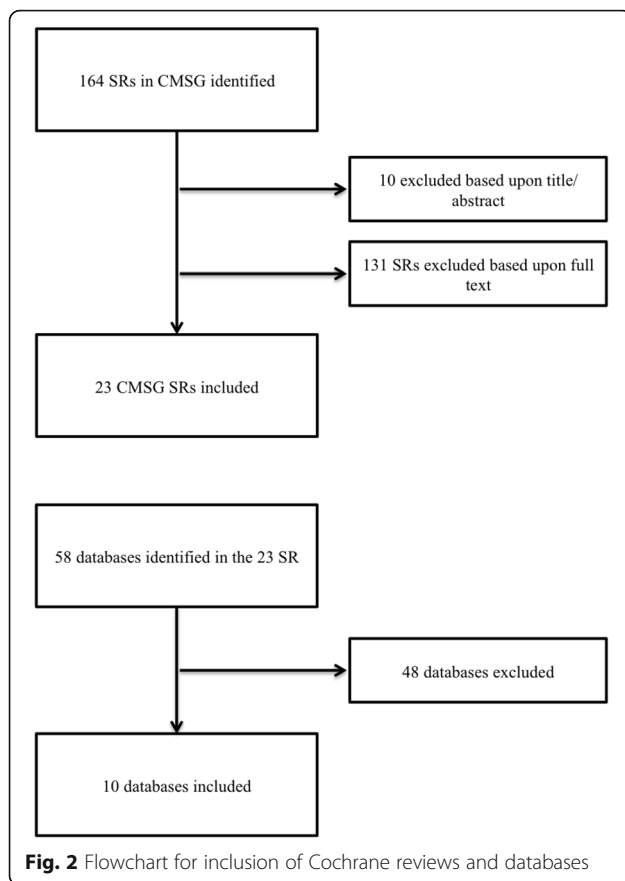 164 SRs in CMSG identified
10 excluded based upon title/
abstract
131 SRs excluded based upon full
text
23 CMSG SRs included
58 databases identified in the 23 SR
48 databases excluded
10 databases included
Fig. 2 Flowchart for inclusion of Cochrane reviews and databases